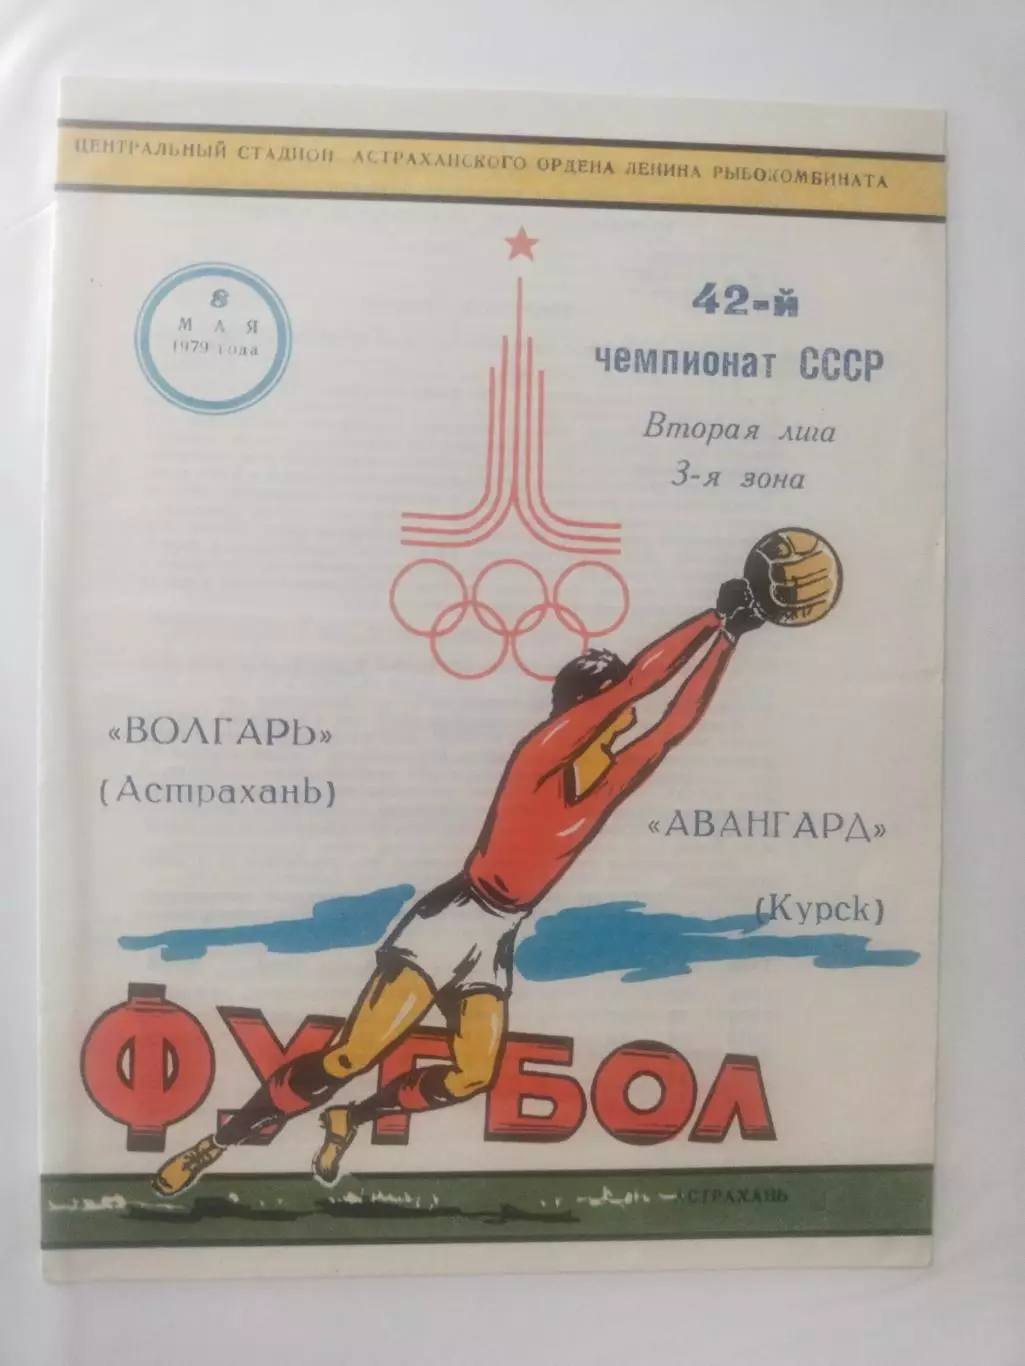 ЦЕНТРАЛЬНЫЙ СТАДИОН АСТРАХАНСКОГО ОРДЕНА ЛЕНИНА РЫБОКОМБИНАТА
8
МАЯ
1979 года
42-й
чемпионат СССР
Вторая лига
3-я зона
«ВОЛГАРЬ»
(Астрахань)
«АВАНГАРД»
(Курск)
ФУТБОЛ
АСТРАХАНЬ